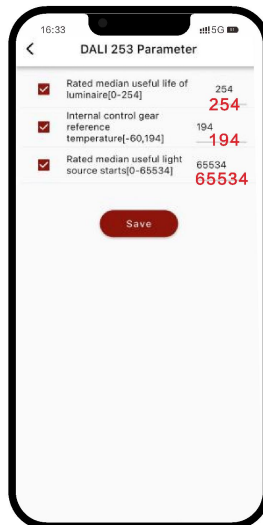 16:33
5G
DALI 253 Parameter
Rated median useful life of
luminaire[0-254]
254
254
Internal control gear
reference
temperature[-60,194]
194
194
Rated median useful light
source starts[0-65534]
65534
65534
Save